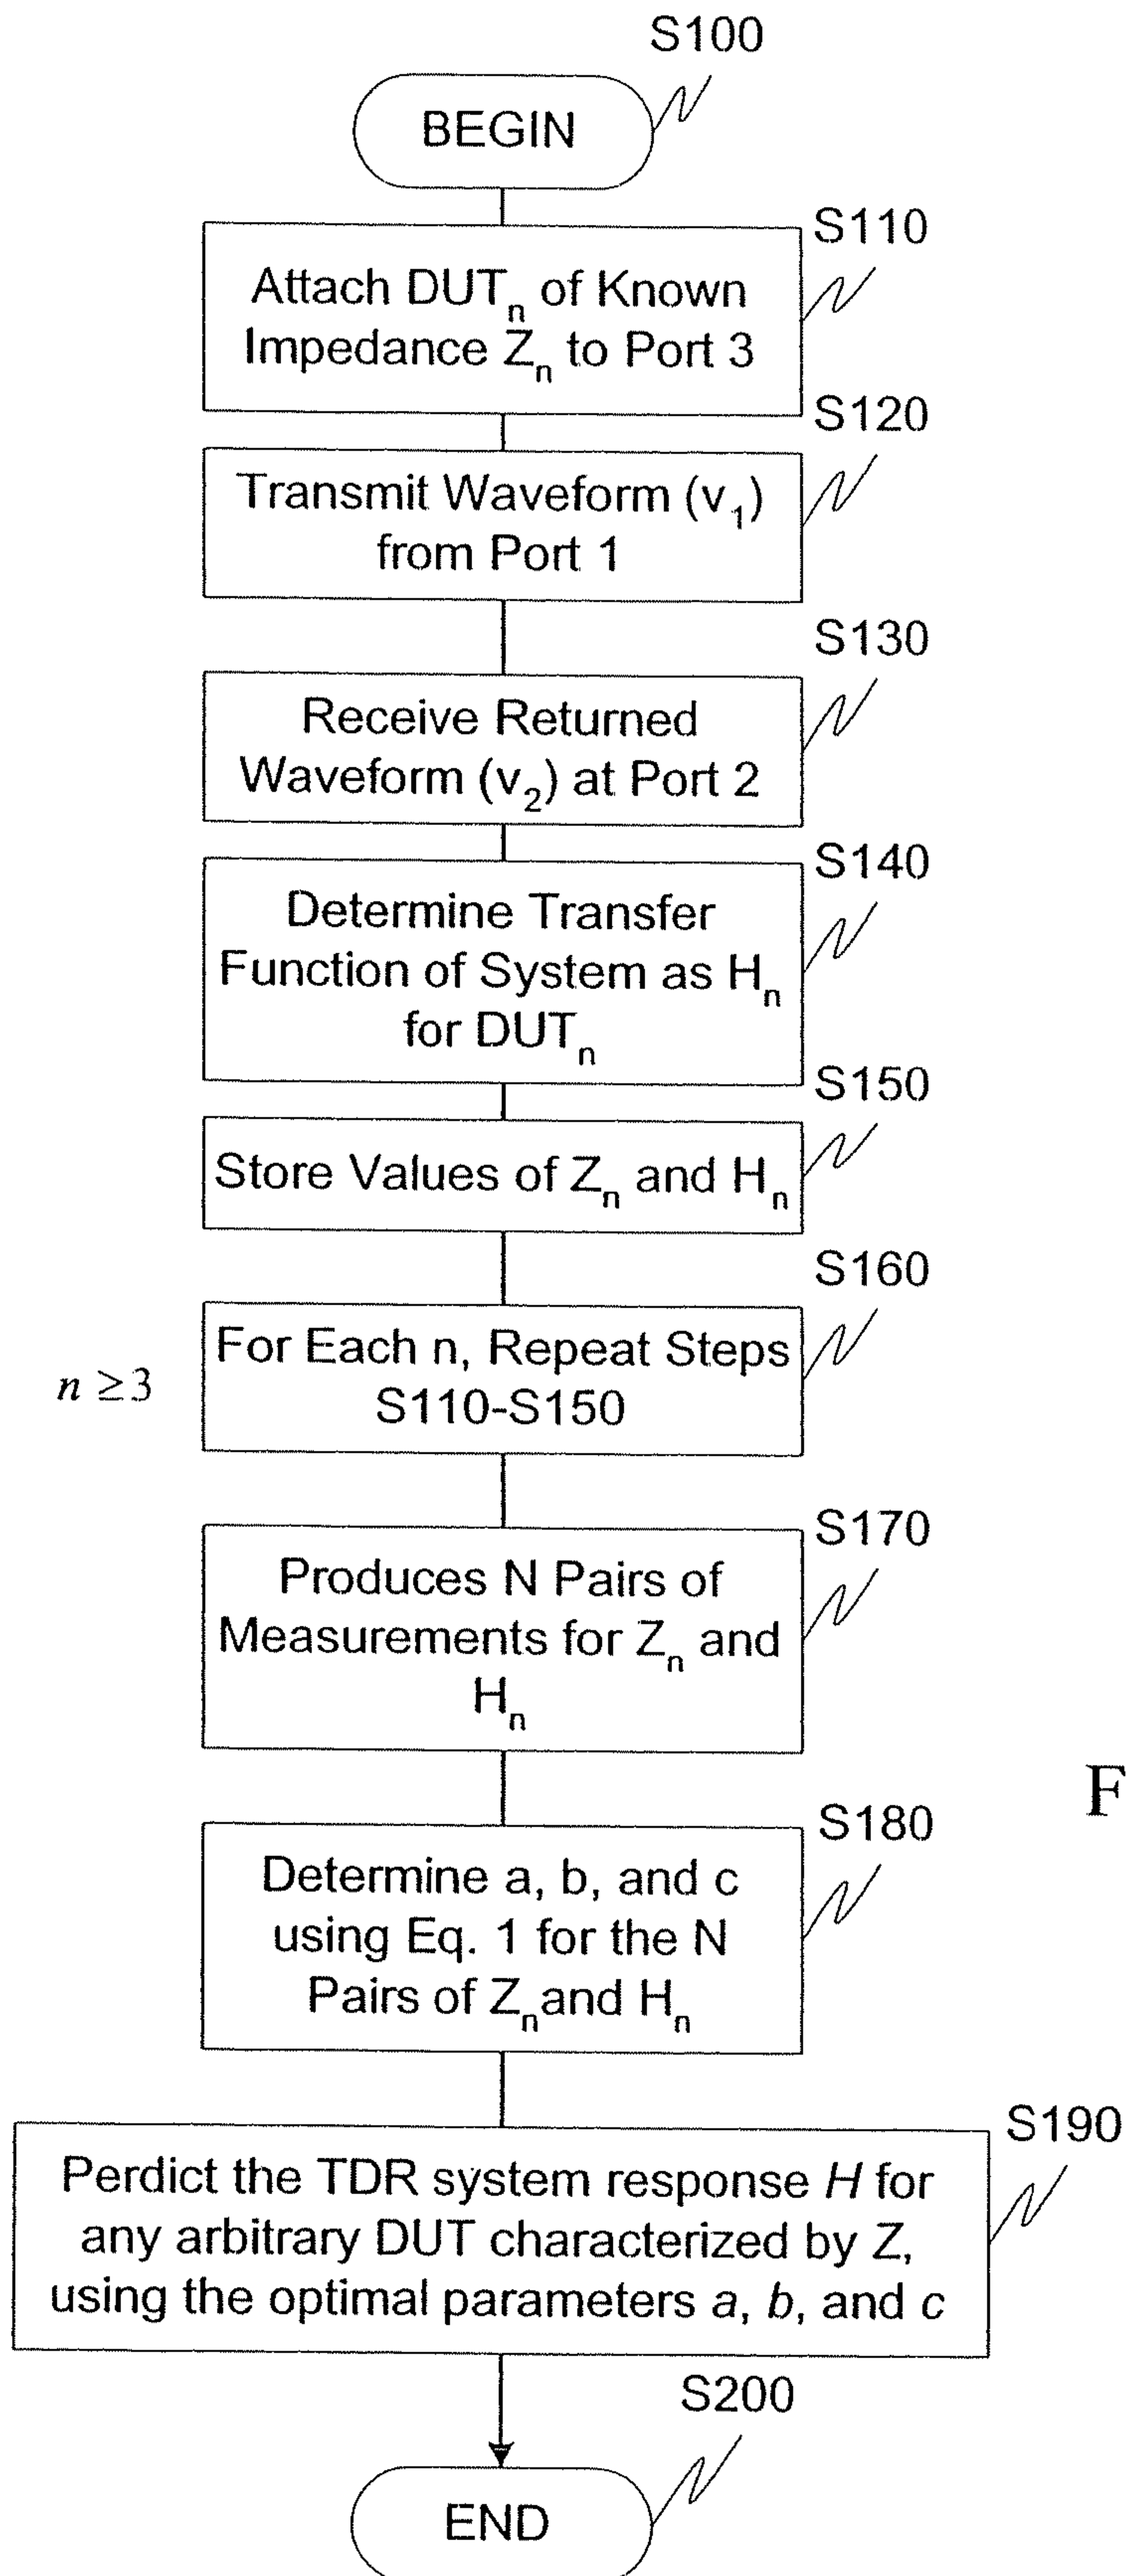 S100
BEGIN
S110
Attach DUTn of Known
Impedance Zn to Port 3
S120
Transmit Waveform (v1)
from Port 1
S130
Receive Returned
Waveform (v2) at Port 2
S140
Determine Transfer
Function of System as Hn
for DUTn
S150
Store Values of Zn and Hn
S160
For Each n, Repeat Steps
S110-S150
n ≥3
S170
Produces N Pairs of
Measurements for Zn and
Hn
F
S180
Determine a, b, and c
using Eq. 1 for the N
Pairs of Znand Hn
S190
Perdict the TDR system response H for
any arbitrary DUT characterized by Z,
using the optimal parameters a, b, and c
S200
END